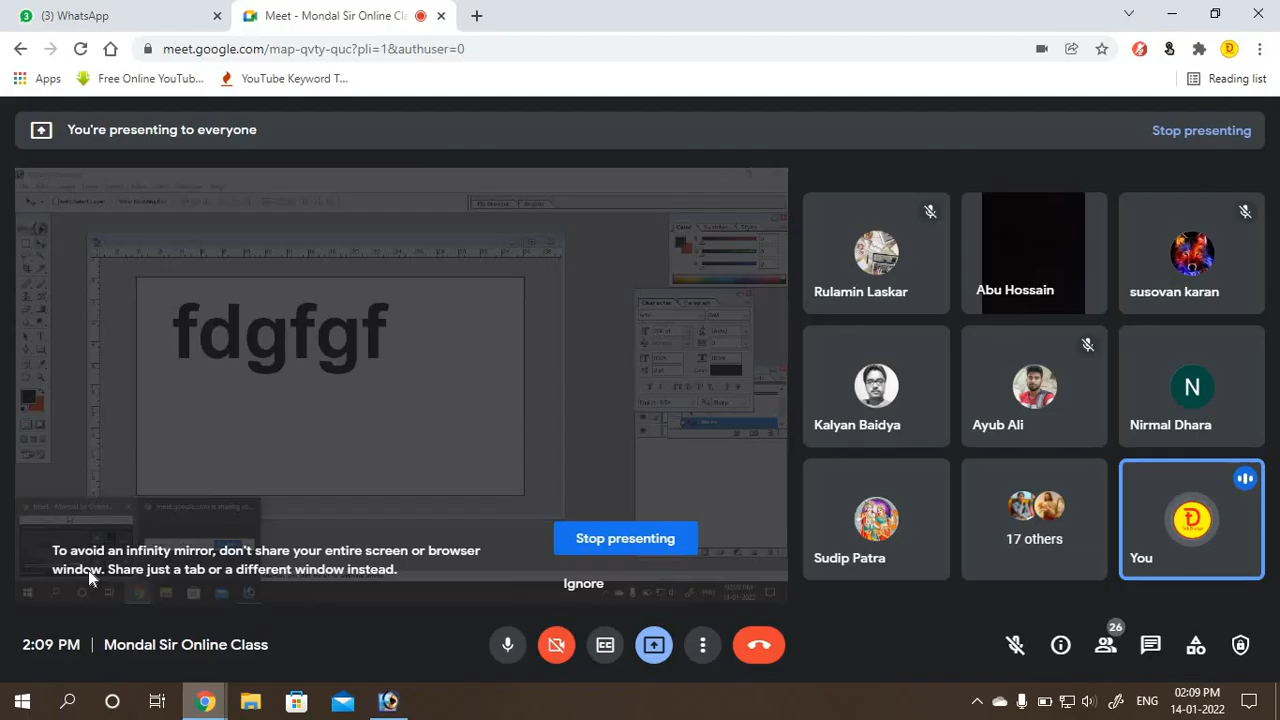 WhatsApp
Meet - Mondal Sir Online Cl
meet.google.com/map-qvty-quc?pli=1&authuser=0
Apps
Free Online YouTub...
YouTube Keyword T...
Reading list
You're presenting to everyone
Stop presenting
fdgfgf
Character
Color
To avoid an infinity mirror, don't share your entire screen or browser
window. Share just a tab or a different window instead.
Stop presenting
Ignore
Rulamin Laskar
Abu Hossain
susovan karan
Kalyan Baidya
Ayub Ali
N
Nirmal Dhara
Sudip Patra
17 others
You
2:09 PM
Mondal Sir Online Class
26
ENG
02:09 PM
14-01-2022